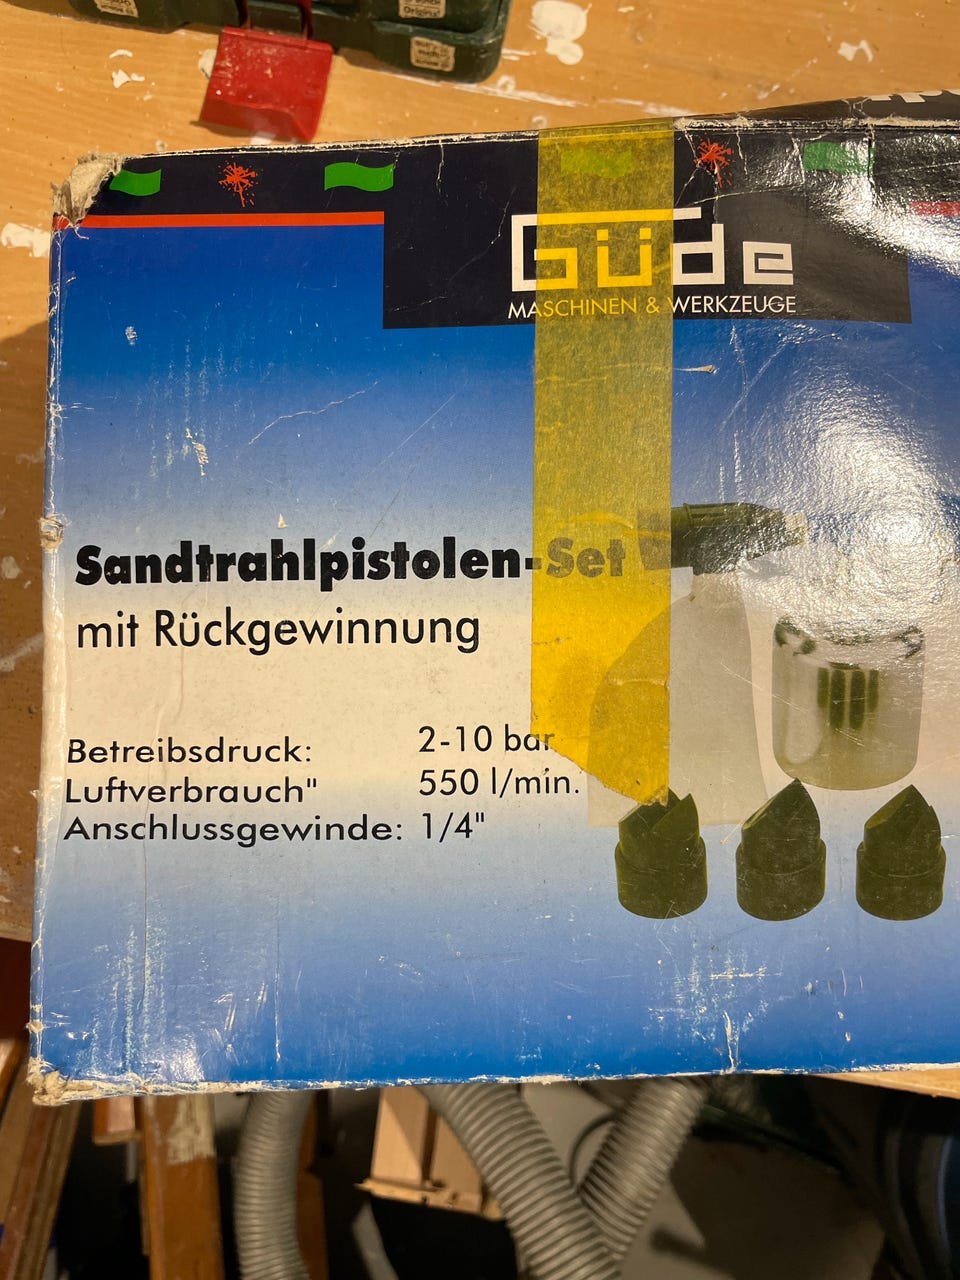 Güde
MASCHINEN & WERKZEUGE
Sandtrahlpistolen-Set
mit Rückgewinnung
Betreibsdruck: 2-10 bar
Luftverbrauch" 550 l/min.
Anschlussgewinde: 1/4"